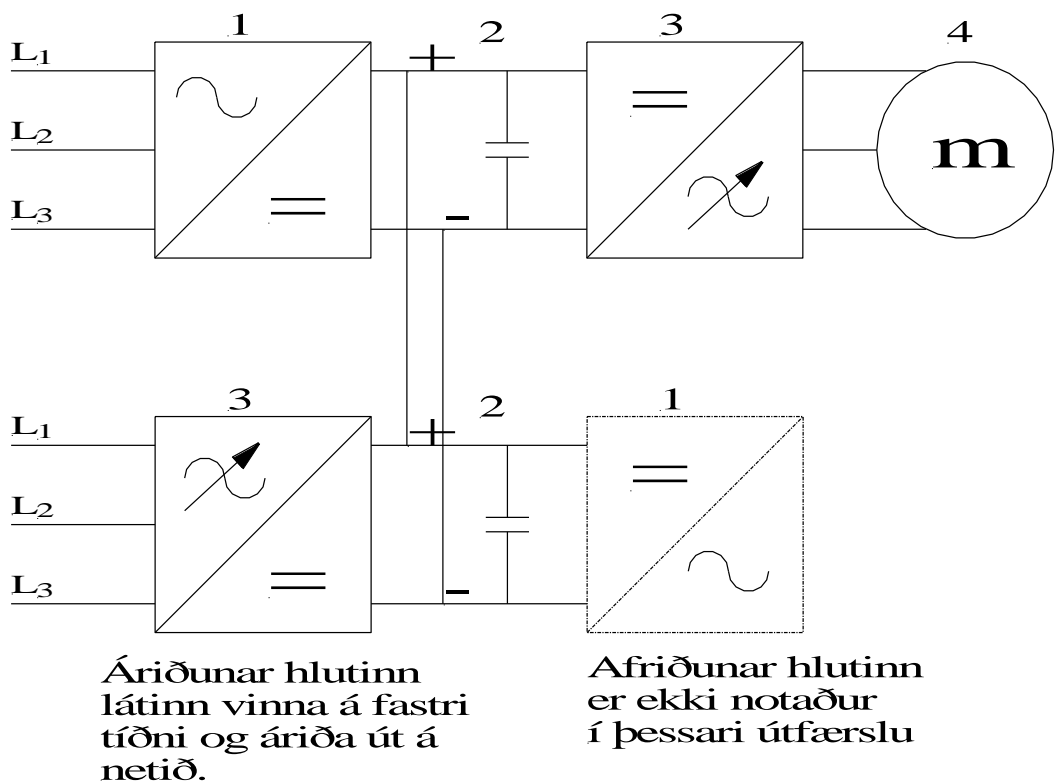 1 2 3 4
L1
L2
L3
+
-
m
3 2 1
L1
L2
L3
+
-
Áriðunar hlutinn
látinn vinna á fastri
tíðni og áriða út á
netið.
Afriðunar hlutinn
er ekki notaður
í þessari útfærslu